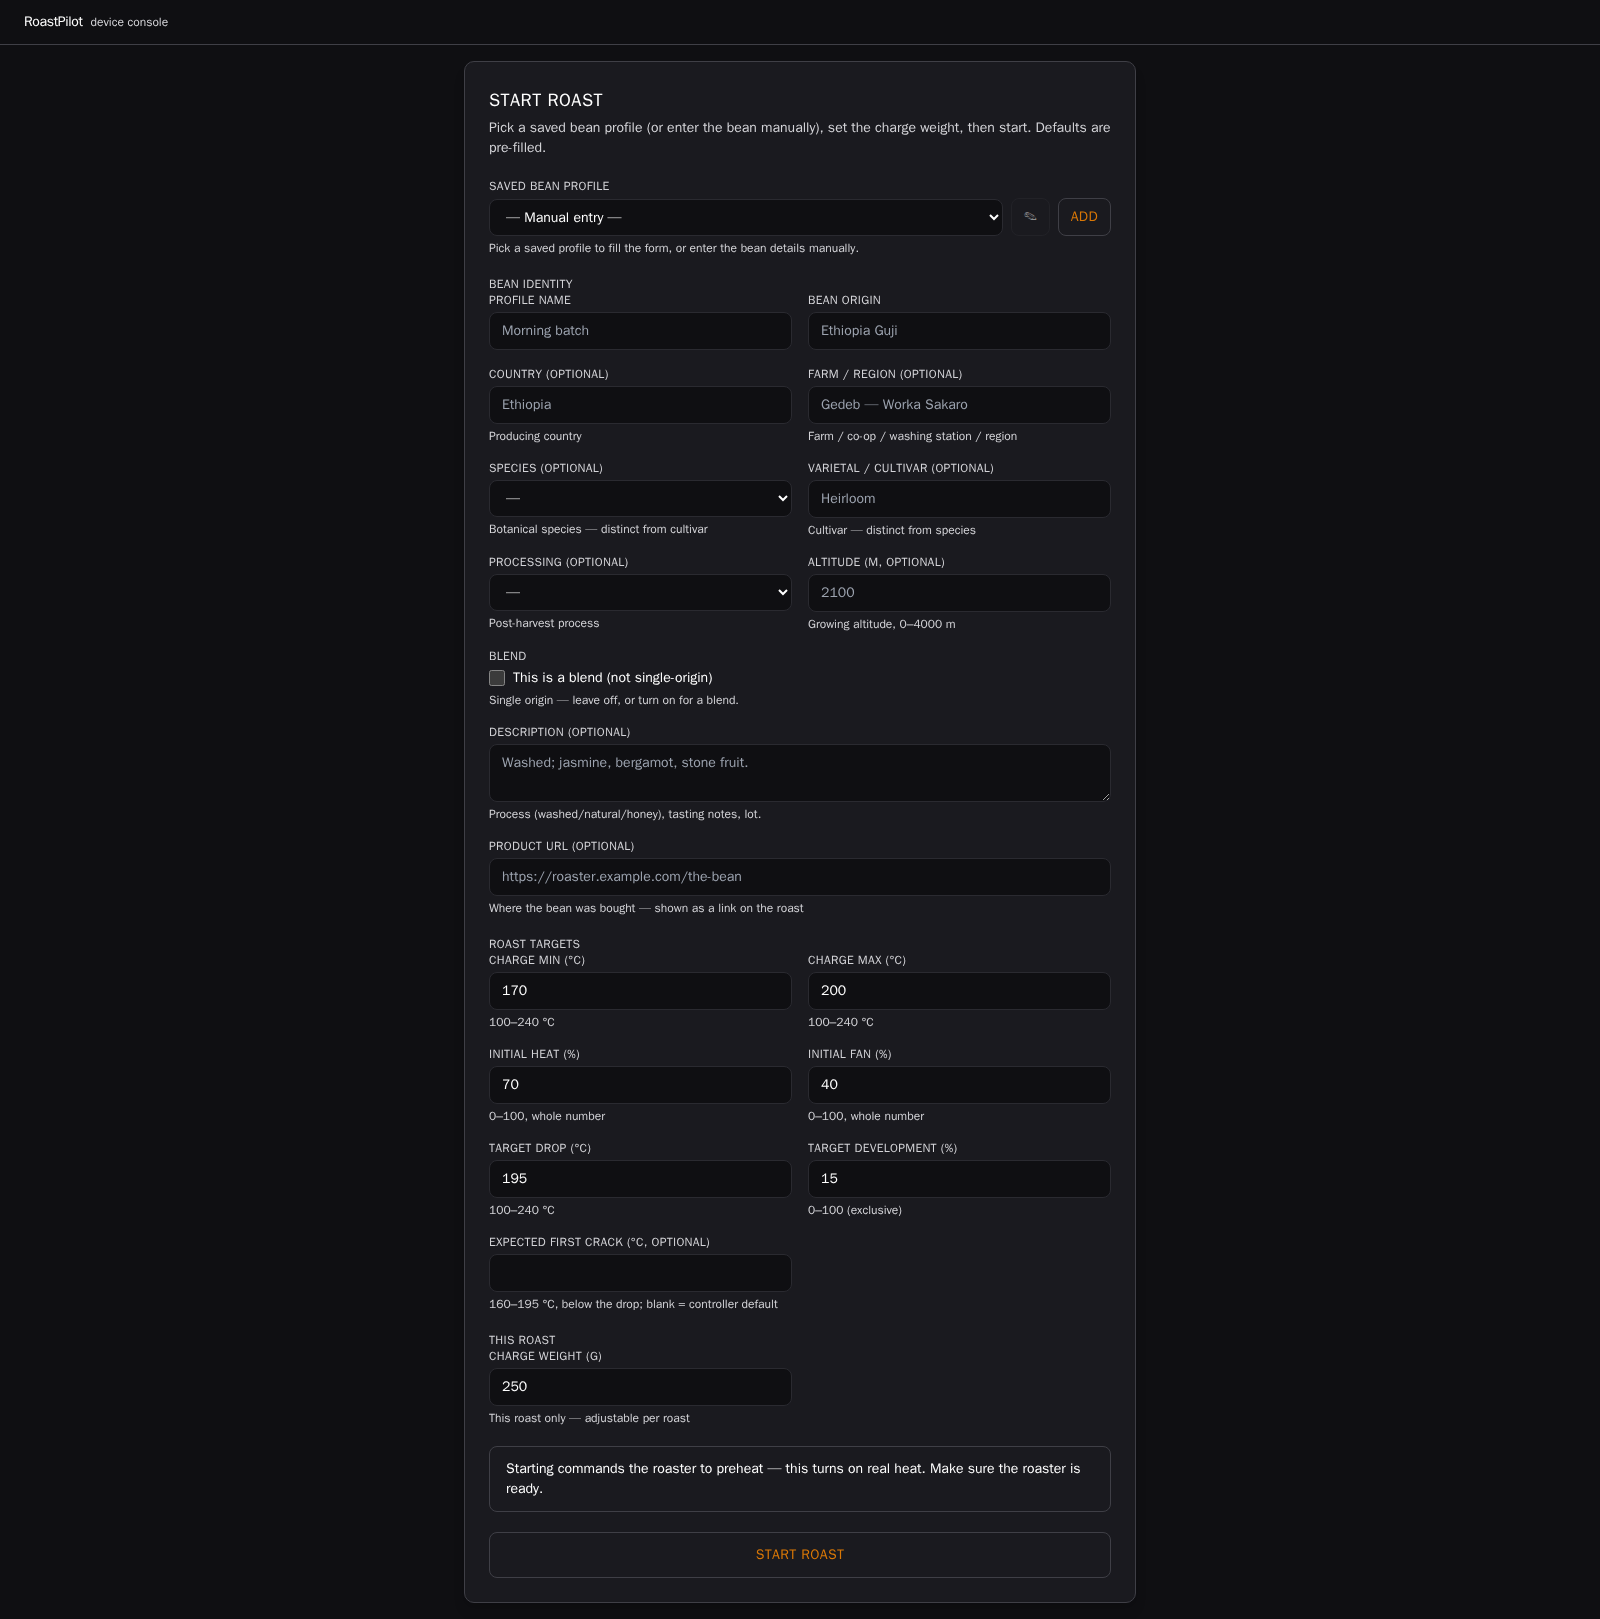 RoastPilot device console
START ROAST
Pick a saved bean profile (or enter the bean manually), set the charge weight, then start. Defaults are
pre-filled.
SAVED BEAN PROFILE
— Manual entry —
ADD
Pick a saved profile to fill the form, or enter the bean details manually.
BEAN IDENTITY
PROFILE NAME
BEAN ORIGIN
Morning batch
Ethiopia Guji
COUNTRY (OPTIONAL)
FARM / REGION (OPTIONAL)
Ethiopia
Gedeb — Worka Sakaro
Producing country
Farm / co-op / washing station / region
SPECIES (OPTIONAL)
VARIETAL / CULTIVAR (OPTIONAL)
—
Heirloom
Botanical species — distinct from cultivar
Cultivar — distinct from species
PROCESSING (OPTIONAL)
ALTITUDE (M, OPTIONAL)
—
2100
Post-harvest process
Growing altitude, 0–4000 m
BLEND
This is a blend (not single-origin)
Single origin — leave off, or turn on for a blend.
DESCRIPTION (OPTIONAL)
Washed; jasmine, bergamot, stone fruit.
Process (washed/natural/honey), tasting notes, lot.
PRODUCT URL (OPTIONAL)
https://roaster.example.com/the-bean
Where the bean was bought — shown as a link on the roast
ROAST TARGETS
CHARGE MIN (°C)
CHARGE MAX (°C)
170
200
100–240 °C
100–240 °C
INITIAL HEAT (%)
INITIAL FAN (%)
70
40
0–100, whole number
0–100, whole number
TARGET DROP (°C)
TARGET DEVELOPMENT (%)
195
15
100–240 °C
0–100 (exclusive)
EXPECTED FIRST CRACK (°C, OPTIONAL)
160–195 °C, below the drop; blank = controller default
THIS ROAST
CHARGE WEIGHT (G)
250
This roast only — adjustable per roast
Starting commands the roaster to preheat — this turns on real heat. Make sure the roaster is
ready.
START ROAST